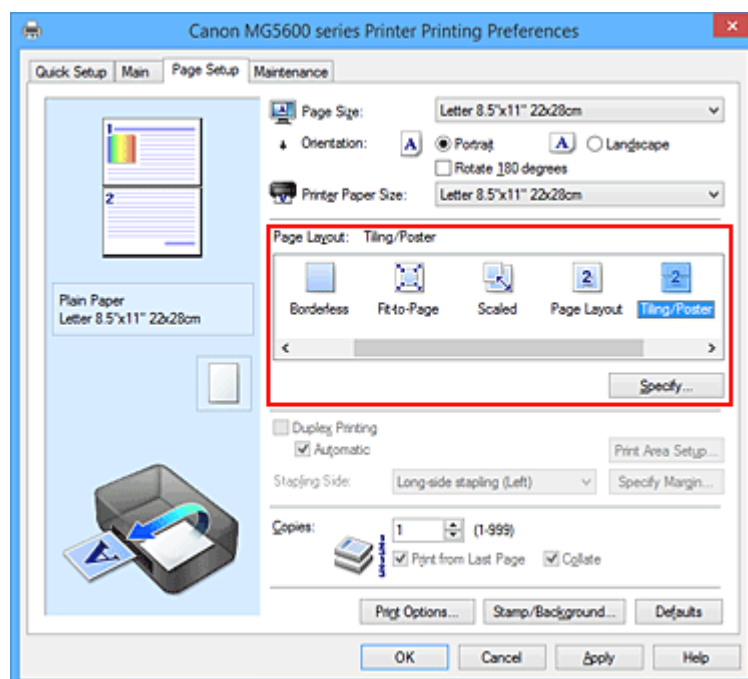 Canon MG5600 series Printer Printing Preferences
Quick Setup Main Page Setup Maintenance
1
2
Plain Paper
Letter 8.5"x11" 22x28cm
Page Size: Letter 8.5"x11" 22x28cm
Orientation: A Portrait A Landscape
Rotate 180 degrees
Printer Paper Size: Letter 8.5"x11" 22x28cm
Page Layout: Tiling/Poster
2 2
Borderless Fit-to-Page Scaled Page Layout Tiling/Poster
Specify...
Duplex Printing
Automatic
Print Area Setup...
Stapling Side: Long-side stapling (Left) Specify Margin...
Copies: 1 (1-999)
Print from Last Page Collate
A
Print Options... Stamp/Background... Defaults
OK Cancel Apply Help